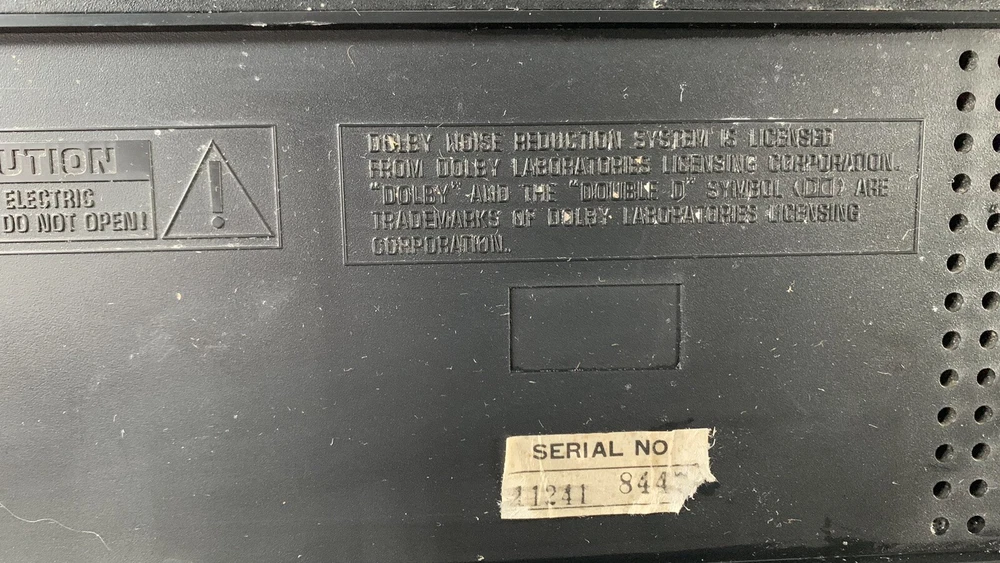 UTION
ELECTRIC
DO NOT OPEN!
DOLBY NOISE REDUCTION SYSTEM IS LICENSED
FROM DOLBY LABORATORIES LICENSING CORPORATION.
"DOLBY" AND THE "DOUBLE D" SYMBOL ARE
TRADEMARKS OF DOLBY LABORATORIES LICENSING
CORPORATION.
SERIAL NO
11241 844